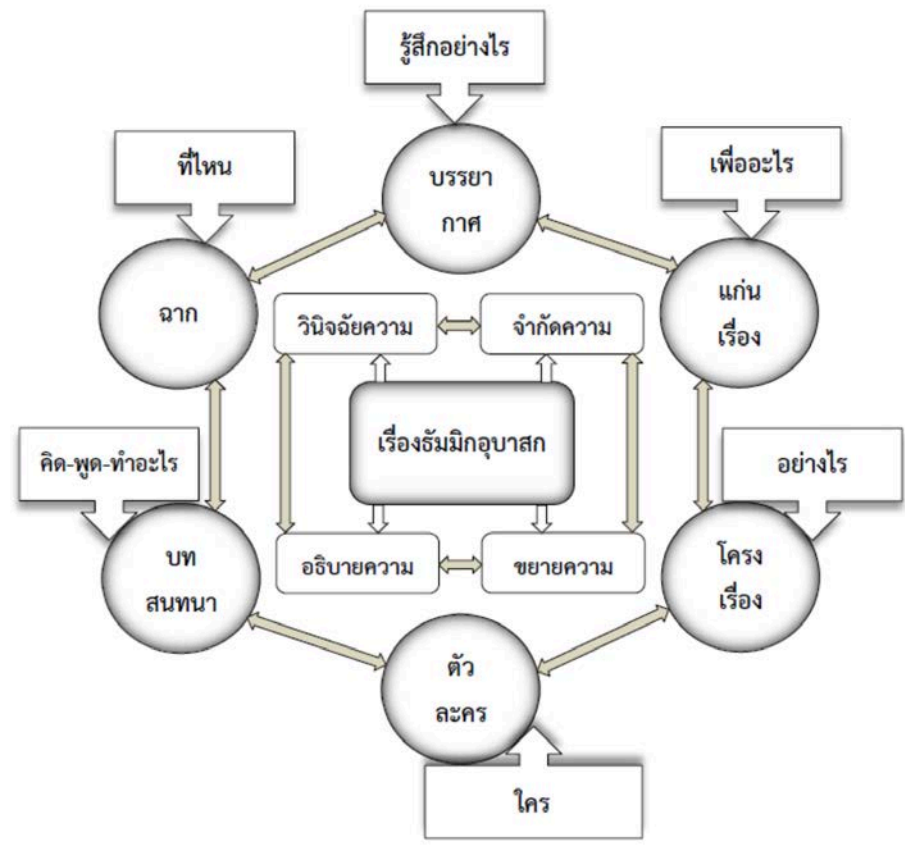 รู้สึกอย่างไร
ที่ไหน
เพื่ออะไร
บรรยา
กาศ
ฉาก
แก่น
เรื่อง
วินิจฉัยความ
จำกัดความ
เรื่องธัมมิกอุบาสก
คิด-พูด-ทำอะไร
อย่างไร
อธิบายความ
ขยายความ
บท
สนทนา
โครง
เรื่อง
ตัว
ละคร
ใคร